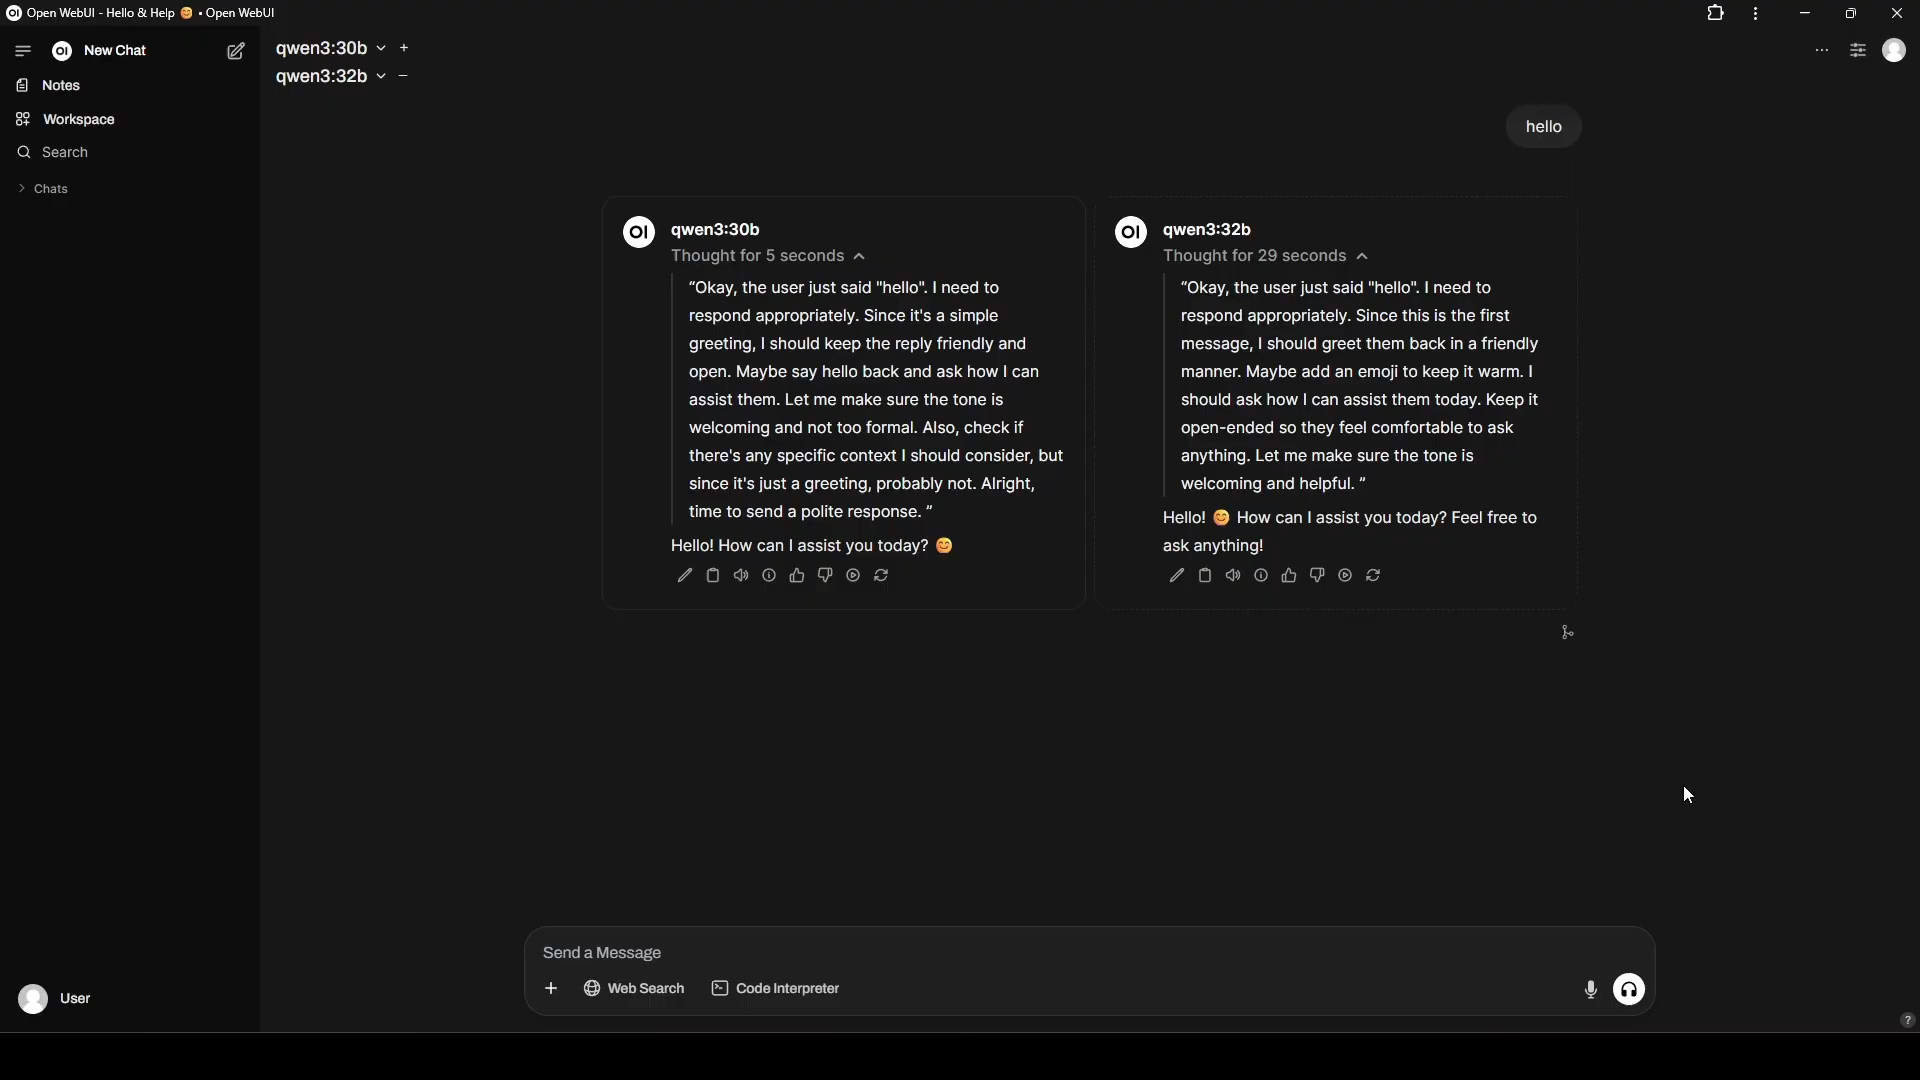 Open WebUI - Hello & Help 😊 • Open WebUI
OI New Chat
Notes
Workspace
Search
Chats
qwen3:30b
qwen3:32b
hello
OI qwen3:30b
Thought for 5 seconds
“Okay, the user just said "hello". I need to
respond appropriately. Since it's a simple
greeting, I should keep the reply friendly and
open. Maybe say hello back and ask how I can
assist them. Let me make sure the tone is
welcoming and not too formal. Also, check if
there's any specific context I should consider, but
since it's just a greeting, probably not. Alright,
time to send a polite response. ”
Hello! How can I assist you today? 😊
OI qwen3:32b
Thought for 29 seconds
“Okay, the user just said "hello". I need to
respond appropriately. Since this is the first
message, I should greet them back in a friendly
manner. Maybe add an emoji to keep it warm. I
should ask how I can assist them today. Keep it
open-ended so they feel comfortable to ask
anything. Let me make sure the tone is
welcoming and helpful. ”
Hello! 😊 How can I assist you today? Feel free to
ask anything!
Send a Message
Web Search Code Interpreter
User
?